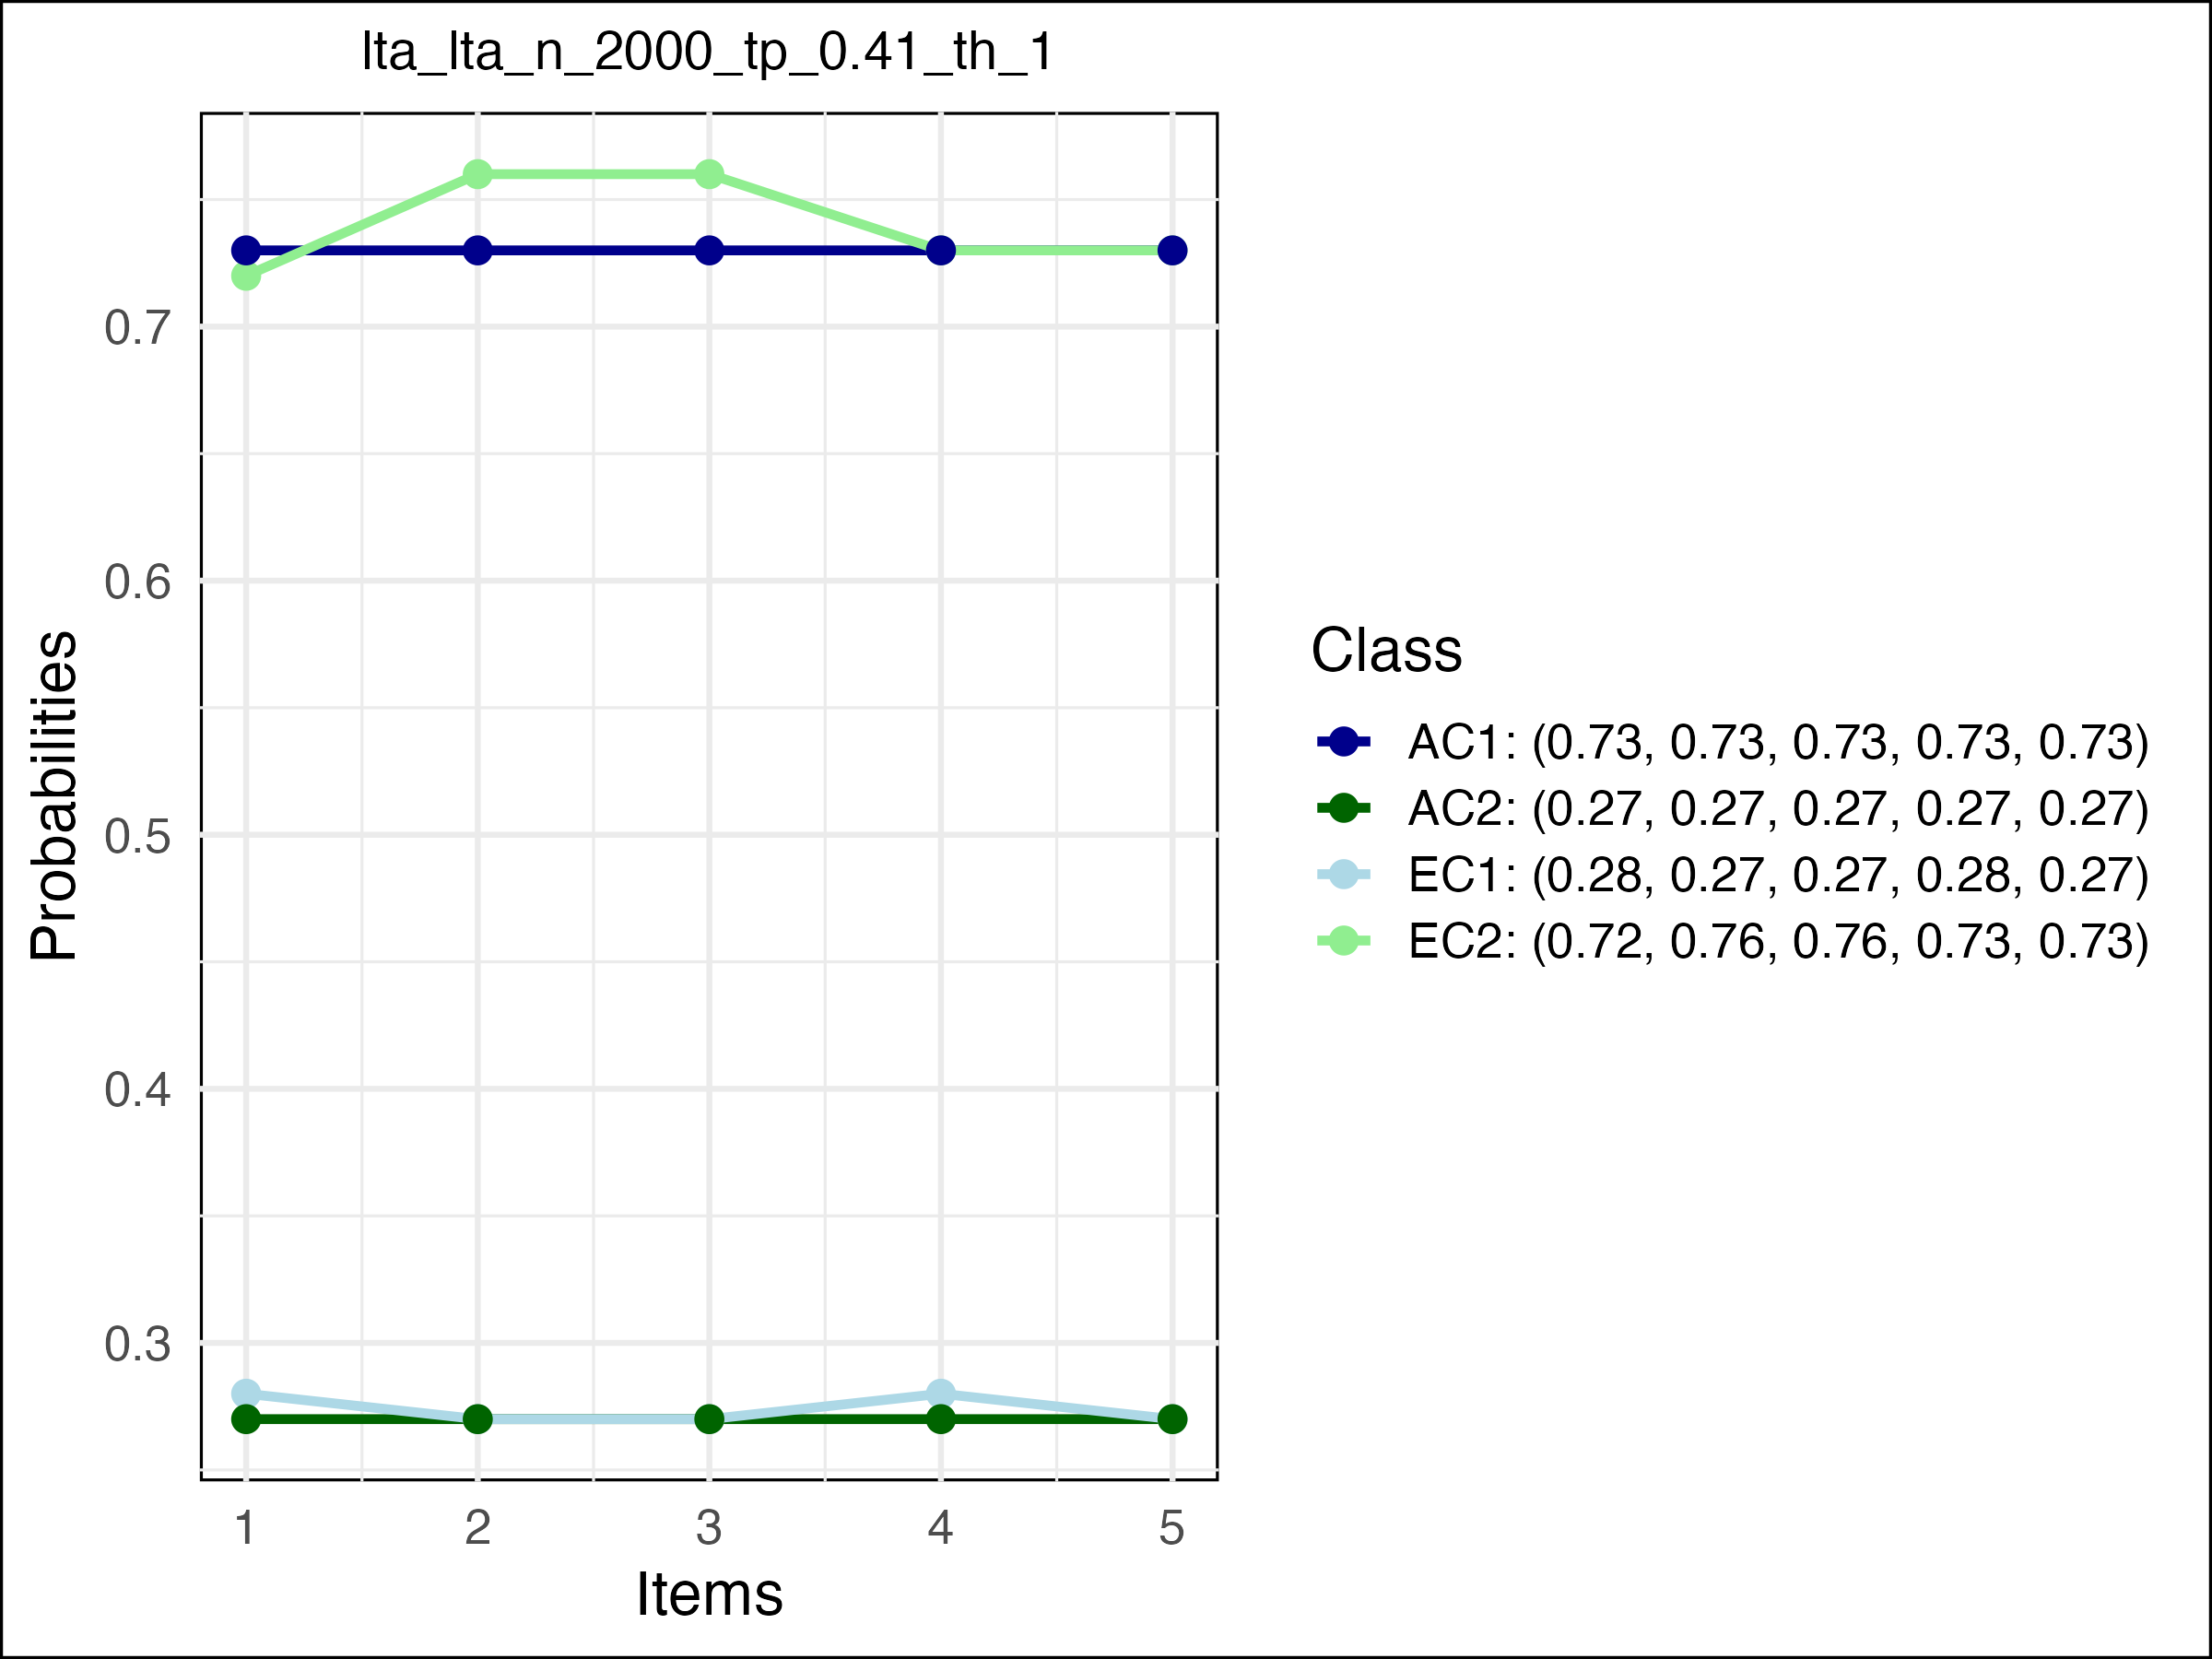 lta_lta_n_2000_tp_0.41_th_1
Probabilities
0.7
0.6
0.5
0.4
0.3
1 2 3 4 5
Items
Class
AC1: (0.73, 0.73, 0.73, 0.73, 0.73)
AC2: (0.27, 0.27, 0.27, 0.27, 0.27)
EC1: (0.28, 0.27, 0.27, 0.28, 0.27)
EC2: (0.72, 0.76, 0.76, 0.73, 0.73)